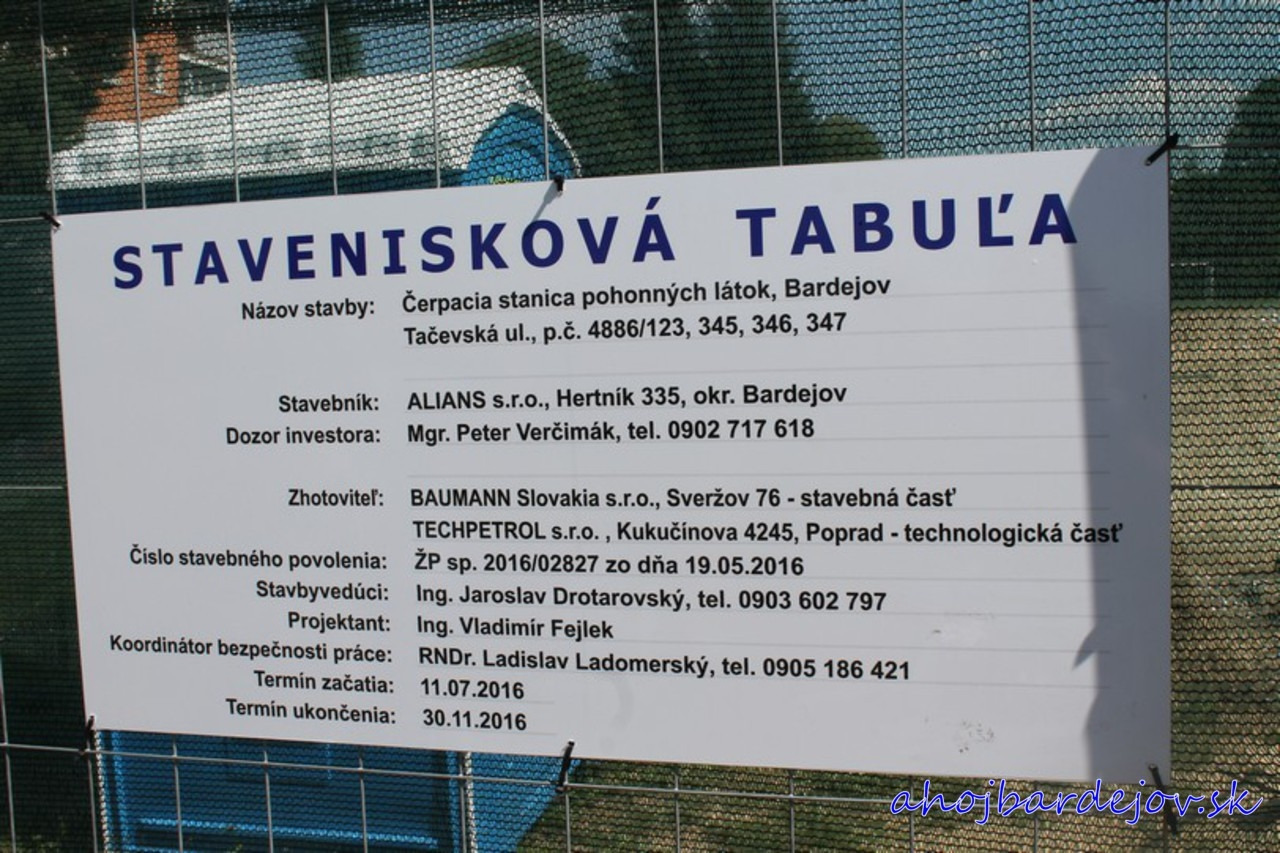 STAVENISKOVÁ TABUĽA
Názov stavby: Čerpacia stanica pohonných látok, Bardejov
Tačevská ul., p.č. 4886/123, 345, 346, 347
Stavebník: ALIANS s.r.o., Hertník 335, okr. Bardejov
Dozor investora: Mgr. Peter Verčimák, tel. 0902 717 618
Zhotoviteľ: BAUMANN Slovakia s.r.o., Sveržov 76 - stavebná časť
TECHPETROL s.r.o. , Kukučínova 4245, Poprad - technologická časť
Číslo stavebného povolenia: ŽP sp. 2016/02827 zo dňa 19.05.2016
Stavbyvedúci: Ing. Jaroslav Drotarovský, tel. 0903 602 797
Projektant: Ing. Vladimír Fejlek
Koordinátor bezpečnosti práce: RNDr. Ladislav Ladomerský, tel. 0905 186 421
Termín začatia: 11.07.2016
Termín ukončenia: 30.11.2016
ahojbardejov.sk